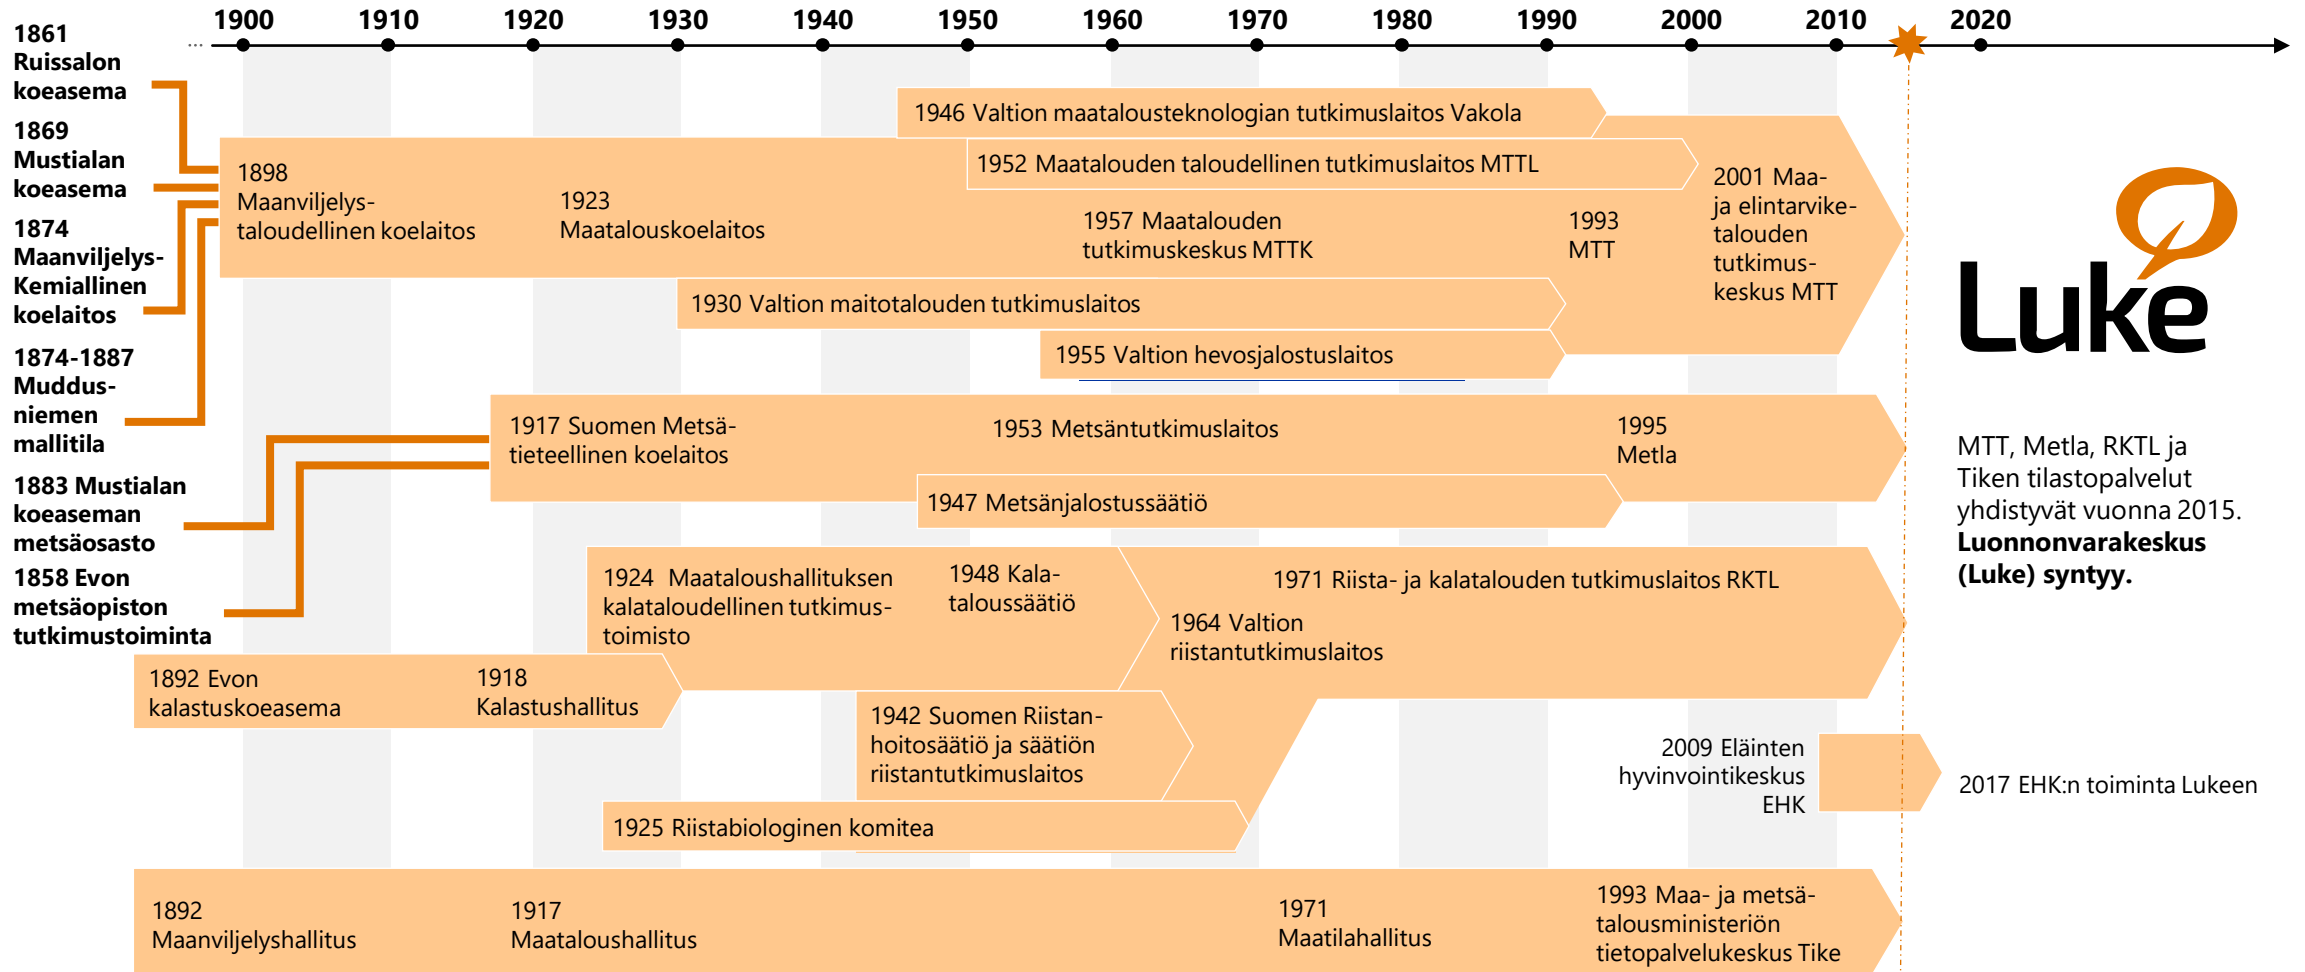 1900 1910 1920 1930 1940 1950 1960 1970 1980 1990 2000 2010 2020
...
1861
Ruissalon
koeasema
1869
Mustialan
koeasema
1874
Maanviljelys-
Kemiallinen
koelaitos
1874-1887
Muddus-
niemen
mallitila
1883 Mustialan
koeaseman
metsäosasto
1858 Evon
metsäopiston
tutkimustoiminta
1946 Valtion maatalousteknologian tutkimuslaitos Vakola
1952 Maatalouden taloudellinen tutkimuslaitos MTTL
1898
Maanviljelys-
taloudellinen koelaitos
1923
Maatalouskoelaitos
1957 Maatalouden
tutkimuskeskus MTTK
1993
MTT
2001 Maa-
ja elintarvike-
talouden
tutkimus-
keskus MTT
1930 Valtion maitotalouden tutkimuslaitos
1955 Valtion hevosjalostuslaitos
1917 Suomen Metsä-
tieteellinen koelaitos
1953 Metsäntutkimuslaitos
1995
Metla
1947 Metsänjalostussäätiö
1924 Maataloushallituksen
kalataloudellinen tutkimus-
toimisto
1948 Kala-
taloussäätiö
1971 Riista- ja kalatalouden tutkimuslaitos RKTL
1964 Valtion
riistantutkimuslaitos
1892 Evon
kalastuskoeasema
1918
Kalastushallitus
1942 Suomen Riistan-
hoitosäätiö ja säätiön
riistantutkimuslaitos
1925 Riistabiologinen komitea
2009 Eläinten
hyvinvointikeskus
EHK
2017 EHK:n toiminta Lukeen
1892
Maanviljelyshallitus
1917
Maataloushallitus
1971
Maatilahallitus
1993 Maa- ja metsä-
talousministeriön
tietopalvelukeskus Tike
Luke
MTT, Metla, RKTL ja
Tiken tilastopalvelut
yhdistyvät vuonna 2015.
Luonnonvarakeskus
(Luke) syntyy.